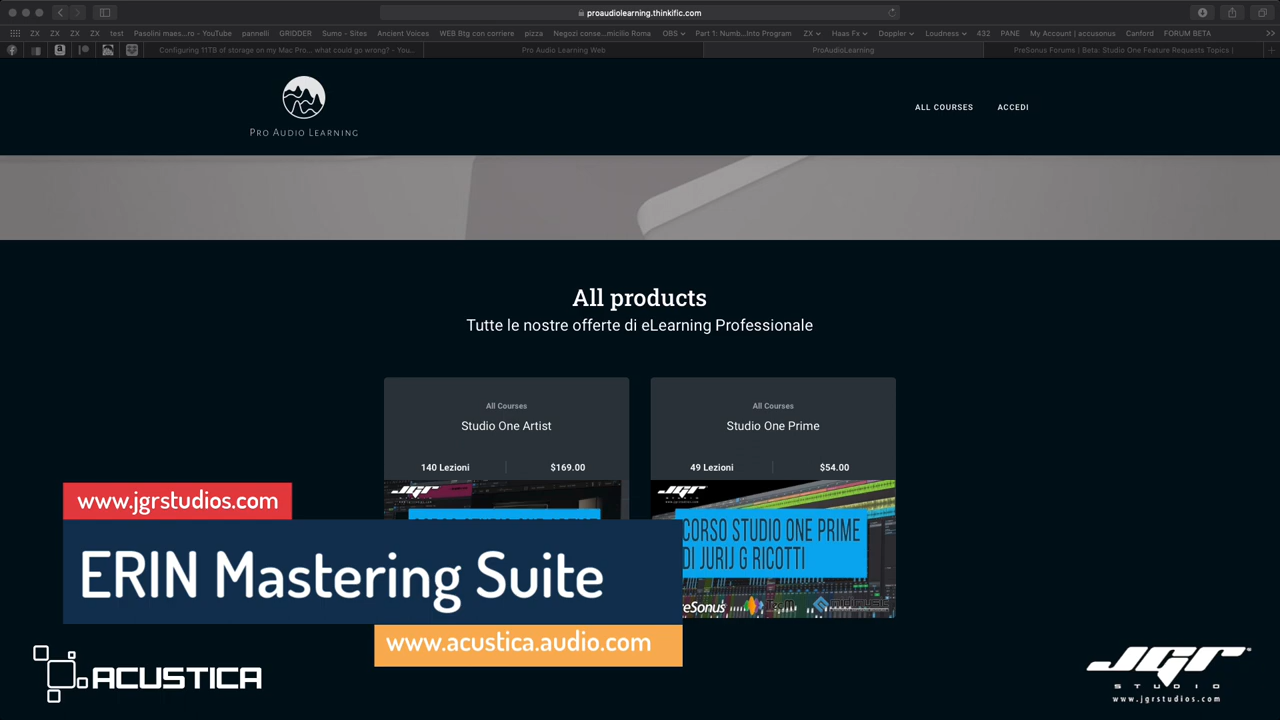 proaudiolearning.thinkific.com
ZX ZX ZX ZX test Pasolini maes...ro - YouTube pannelli GRIDDER Sumo - Sites Ancient Voices WEB Btg con corriere pizza Negozi conse...micilio Roma OBS Part 1: Numb...Into Program ZX Haas Fx Doppler Loudness 432 PANE My Account | accusonus Canford FORUM BETA
Configuring 11TB of storage on my Mac Pro... what could go wrong? - You... Pro Audio Learning Web ProAudioLearning PreSonus Forums | Beta: Studio One Feature Requests Topics |
PRO AUDIO LEARNING
ALL COURSES ACCEDI
All products
Tutte le nostre offerte di eLearning Professionale
All Courses
Studio One Artist
140 Lezioni $169.00
All Courses
Studio One Prime
49 Lezioni $54.00
JGR
JGR
CORSO STUDIO ONE PRIME
DI JURIJ G RICOTTI
www.jgrstudios.com
ERIN Mastering Suite
www.acustica.audio.com
ACUSTICA
JGR
STUDIO
www.jgrstudios.com